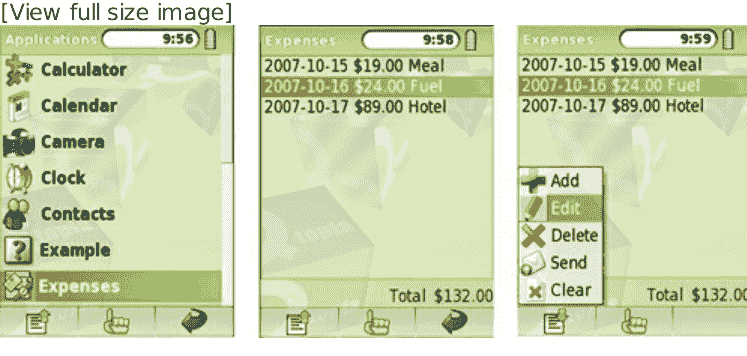 [View full size image]
Applications 9:56
Calculator
Calendar
Camera
Clock
Contacts
Example
Expenses
Expenses 9:58
2007-10-15 $19.00 Meal
2007-10-16 $24.00 Fuel
2007-10-17 $89.00 Hotel
Total $132.00
Expenses 9:59
2007-10-15 $19.00 Meal
2007-10-16 $24.00 Fuel
2007-10-17 $89.00 Hotel
Add
Edit
Delete
Send
Clear
Total $132.00